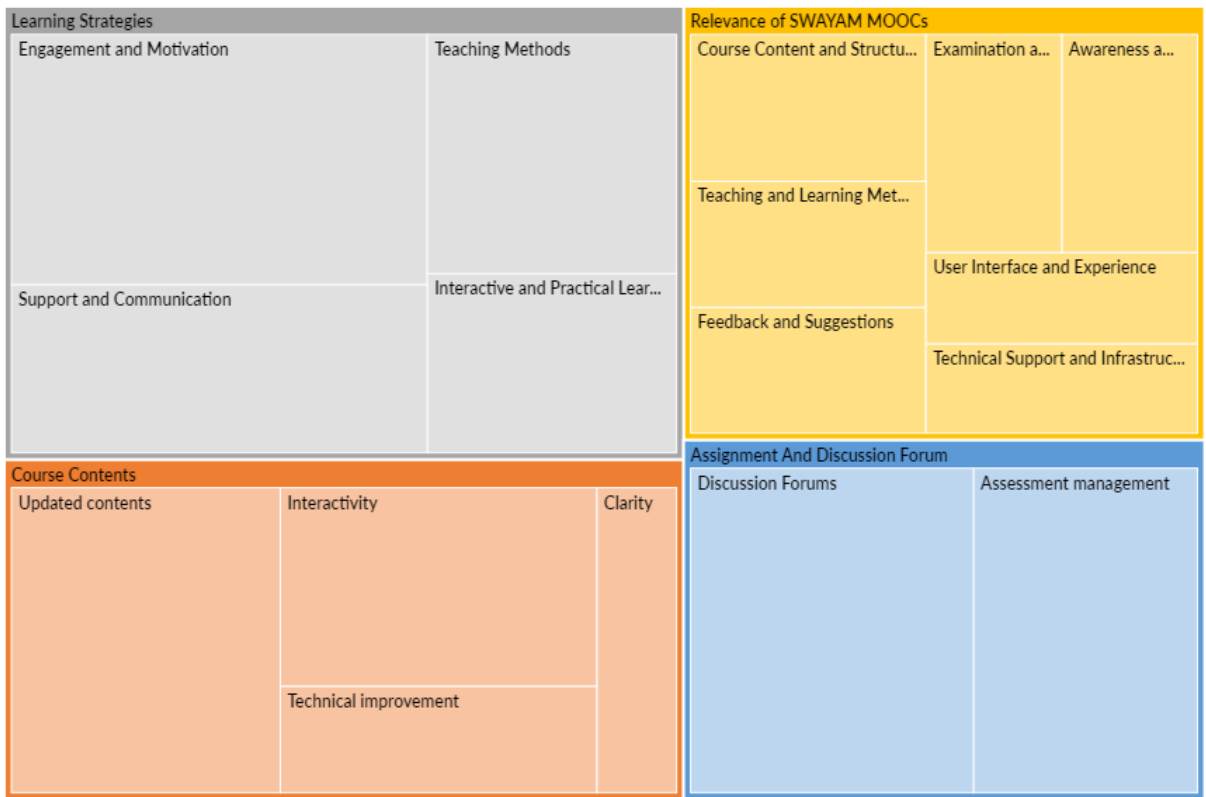 Learning Strategies
Engagement and Motivation
Teaching Methods
Support and Communication
Interactive and Practical Lear...
Relevance of SWAYAM MOOCs
Course Content and Structu...
Examination a...
Awareness a...
Teaching and Learning Met...
User Interface and Experience
Feedback and Suggestions
Technical Support and Infrastruc...
Course Contents
Updated contents
Interactivity
Clarity
Technical improvement
Assignment And Discussion Forum
Discussion Forums
Assessment management